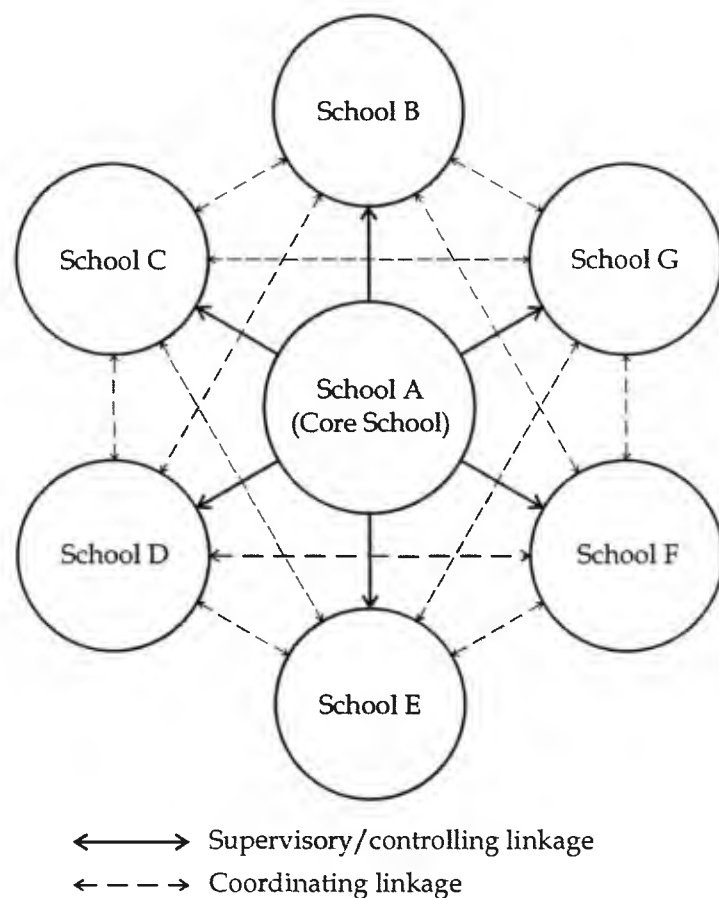 School B
School C
School G
School A
(Core School)
School D
School F
School E
Supervisory/controlling linkage
Coordinating linkage